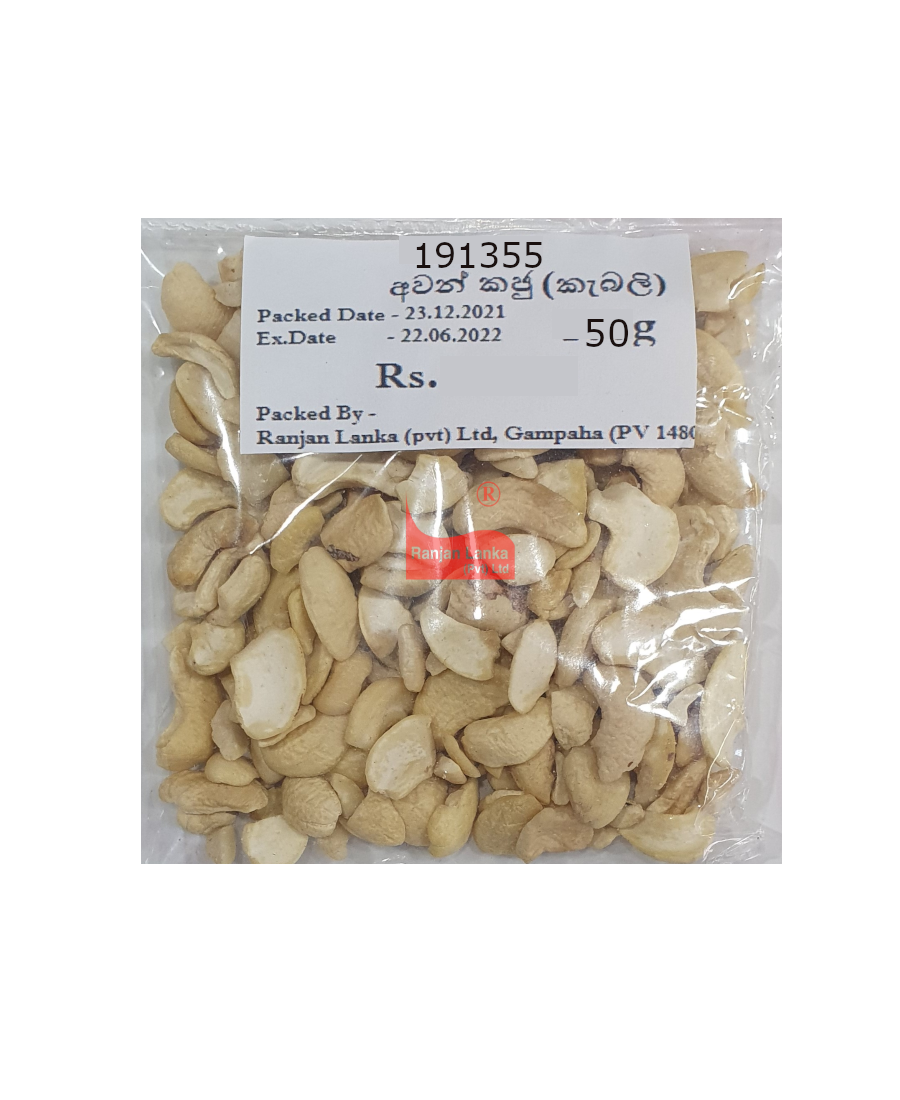 191355
අවන් කජු (කැබලි)
Packed Date - 23.12.2021
Ex.Date - 22.06.2022 - 50g
Rs.
Packed By -
Ranjan Lanka (pvt) Ltd, Gampaha (PV 1480
®
Ranjan Lanka
(Pvt) Ltd